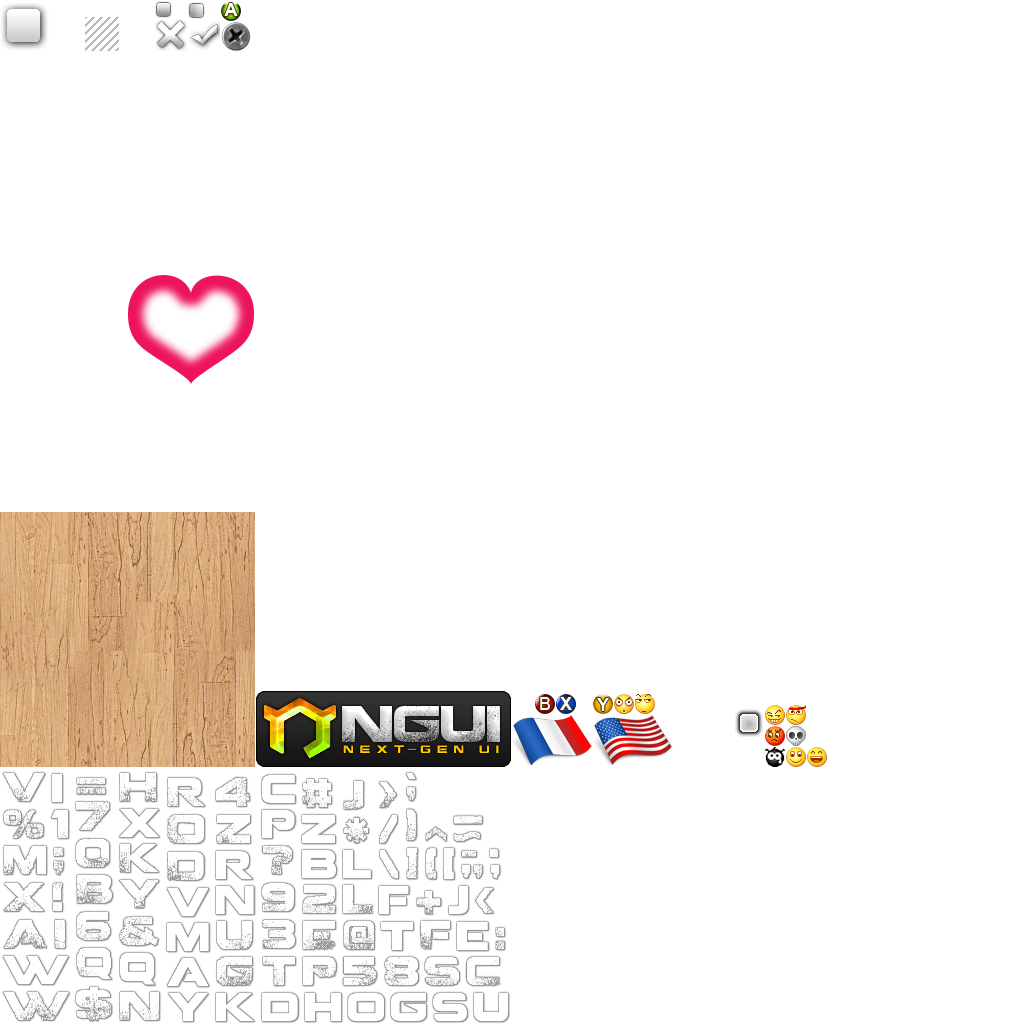 A
B X Y
NGUI
NEXT-GEN UI
V I = H R 4 C # J > ;
% 1 7 X O Z P Z * / ) ^ ~
M ; Q K D R ? B L \ ] ( [ " ;
X ! B Y V N 9 2 L F + J <
A I 6 & M U 3 E @ T F E :
W Q Q A G T P 5 8 S C
W $ N Y K D H O G S U